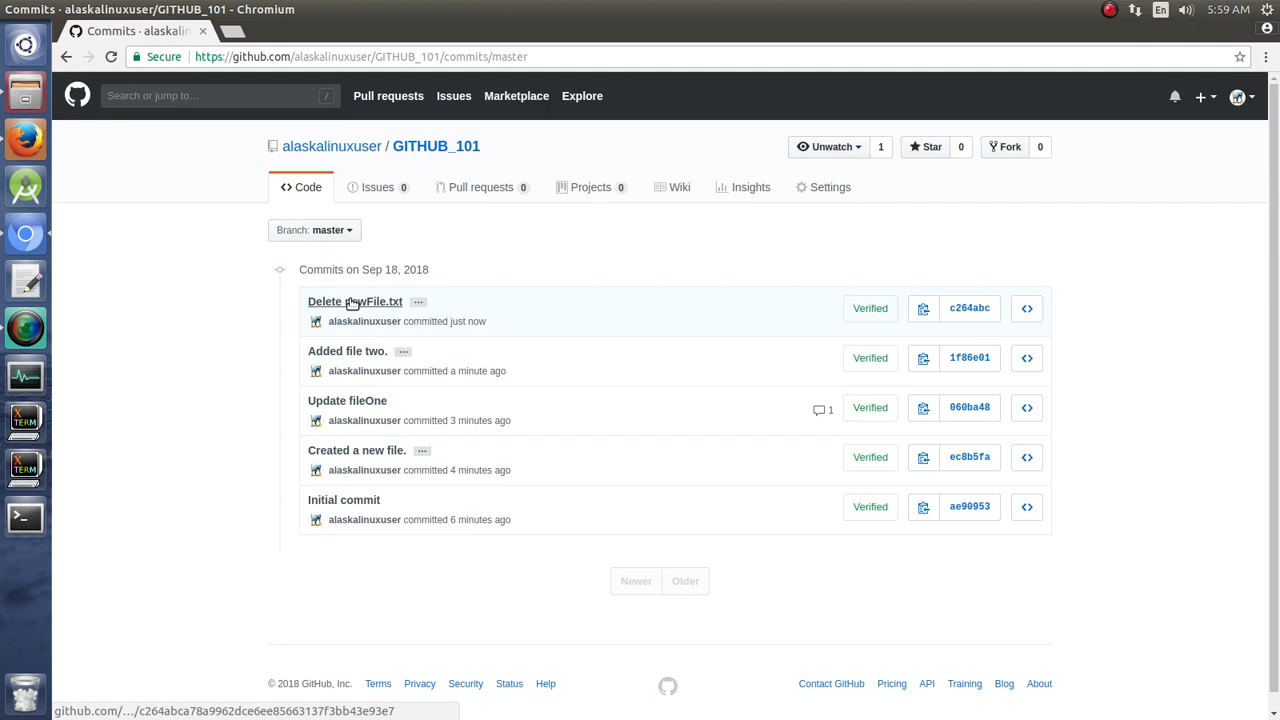 Commits · alaskalinuxuser/GITHUB_101 - Chromium
En
5:59 AM
Commits · alaskalin
Secure
https://github.com/alaskalinuxuser/GITHUB_101/commits/master
Search or jump to…
/
Pull requests
Issues
Marketplace
Explore
alaskalinuxuser / GITHUB_101
Unwatch 1
Star 0
Fork 0
Code
Issues 0
Pull requests 0
Projects 0
Wiki
Insights
Settings
Branch: master
Commits on Sep 18, 2018
Delete newFile.txt …
alaskalinuxuser committed just now
Verified
c264abc
Added file two. …
alaskalinuxuser committed a minute ago
Verified
1f86e01
Update fileOne
alaskalinuxuser committed 3 minutes ago
1
Verified
060ba48
Created a new file. …
alaskalinuxuser committed 4 minutes ago
Verified
ec8b5fa
Initial commit
alaskalinuxuser committed 6 minutes ago
Verified
ae90953
Newer
Older
© 2018 GitHub, Inc.
Terms
Privacy
Security
Status
Help
Contact GitHub
Pricing
API
Training
Blog
About
github.com/…/c264abca78a9962dce6ee85663137f3bb43e93e7
X
TERM
X
TERM